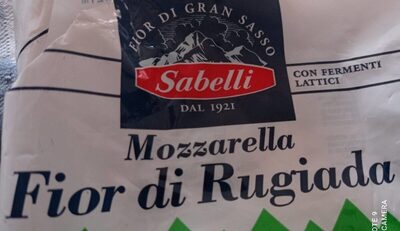 FIOR DI GRAN SASSO
Sabelli
DAL 1921
CON FERMENTI
LATTICI
Mozzarella
Fior di Rugiada